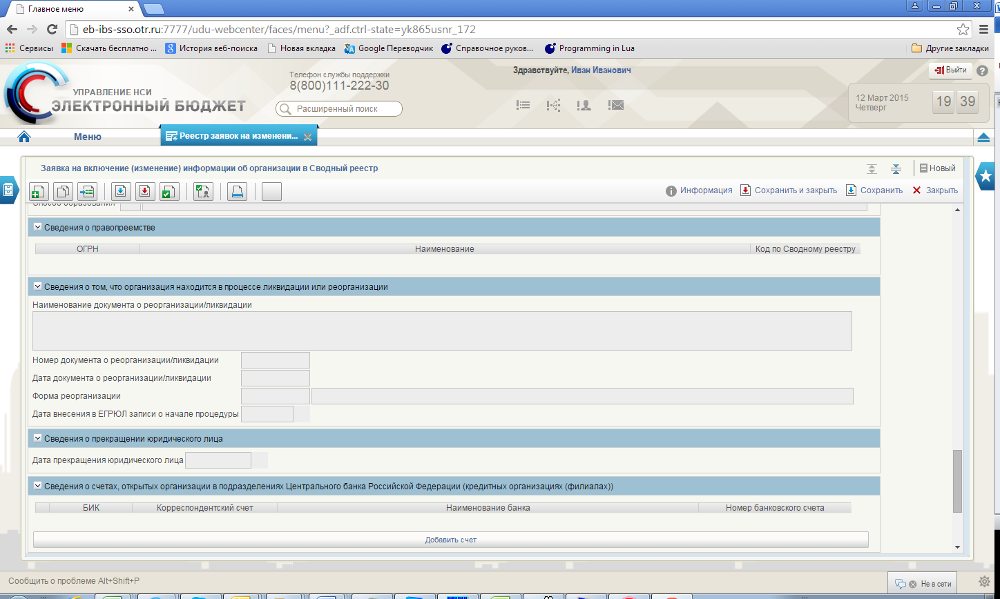 Главное меню
eb-ibs-sso.otr.ru:7777/udu-webcenter/faces/menu?_adf.ctrl-state=yk865usnr_172
Сервисы
Скачать бесплатно ...
История веб-поиска
Новая вкладка
Google Переводчик
Справочное руков...
Programming in Lua
Другие закладки
УПРАВЛЕНИЕ НСИ
ЭЛЕКТРОННЫЙ БЮДЖЕТ
Телефон службы поддержки
8(800)111-222-30
Расширенный поиск
Здравствуйте, Иван Иванович
Выйти
12 Март 2015
Четверг
19 39
Меню
Реестр заявок на изменени...
Заявка на включение (изменение) информации об организации в Сводный реестр
Новый
Информация
Сохранить и закрыть
Сохранить
Закрыть
Способ образования
Сведения о правопреемстве
ОГРН
Наименование
Код по Сводному реестру
Сведения о том, что организация находится в процессе ликвидации или реорганизации
Наименование документа о реорганизации/ликвидации
Номер документа о реорганизации/ликвидации
Дата документа о реорганизации/ликвидации
Форма реорганизации
Дата внесения в ЕГРЮЛ записи о начале процедуры
Сведения о прекращении юридического лица
Дата прекращения юридического лица
Сведения о счетах, открытых организации в подразделениях Центрального банка Российской Федерации (кредитных организациях (филиалах))
БИК
Корреспондентский счет
Наименование банка
Номер банковского счета
Добавить счет
Сообщить о проблеме Alt+Shift+P
Не в сети